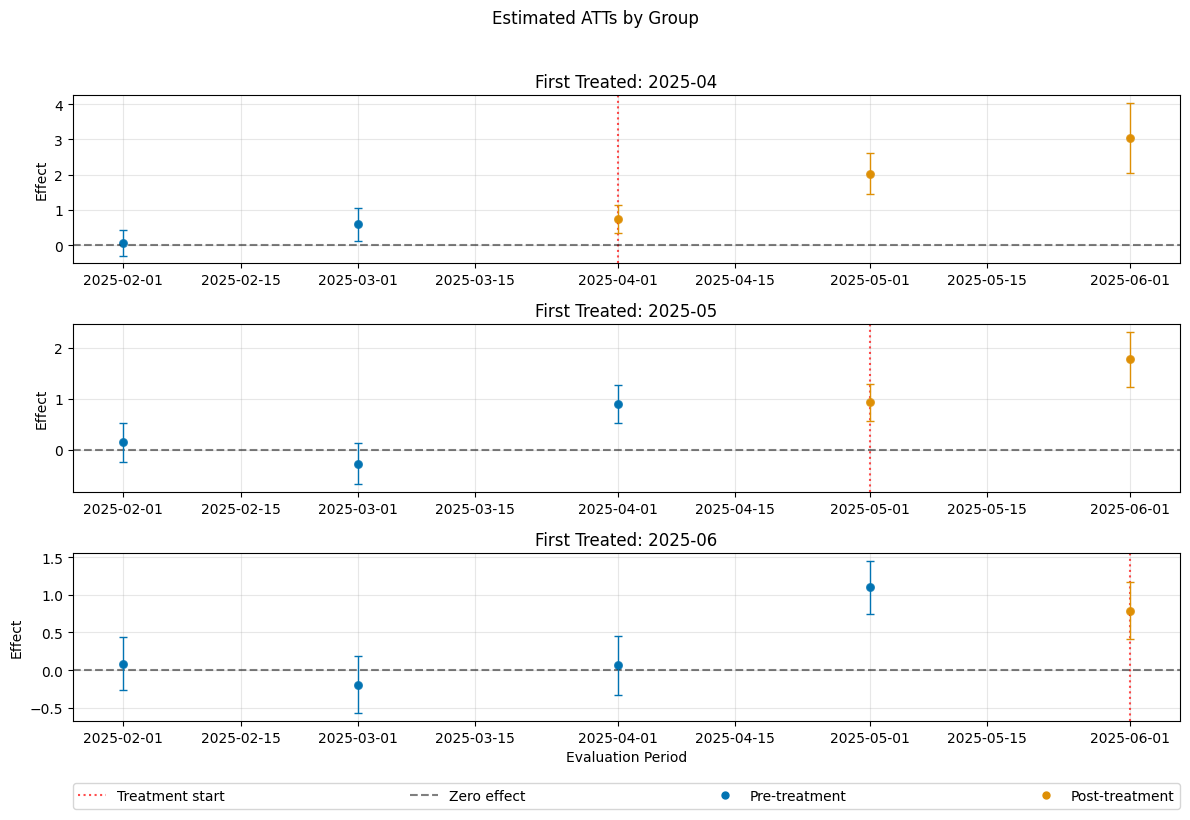 Estimated ATTs by Group
First Treated: 2025-04
Effect
4
3
2
1
0
2025-02-01 2025-02-15 2025-03-01 2025-03-15 2025-04-01 2025-04-15 2025-05-01 2025-05-15 2025-06-01
First Treated: 2025-05
Effect
2
1
0
2025-02-01 2025-02-15 2025-03-01 2025-03-15 2025-04-01 2025-04-15 2025-05-01 2025-05-15 2025-06-01
First Treated: 2025-06
Effect
1.5
1.0
0.5
0.0
−0.5
2025-02-01 2025-02-15 2025-03-01 2025-03-15 2025-04-01 2025-04-15 2025-05-01 2025-05-15 2025-06-01
Evaluation Period
Treatment start Zero effect Pre-treatment Post-treatment